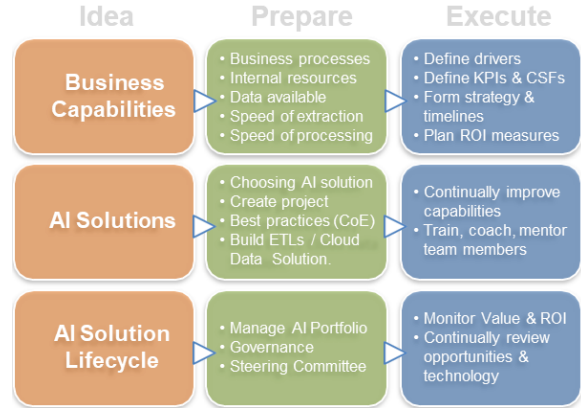 Idea
Prepare
Execute
Business
Capabilities
• Business processes
• Internal resources
• Data available
• Speed of extraction
• Speed of processing
• Define drivers
• Define KPIs & CSFs
• Form strategy &
timelines
• Plan ROI measures
AI Solutions
• Choosing AI solution
• Create project
• Best practices (CoE)
• Build ETLs / Cloud
Data Solution.
• Continually improve
capabilities
• Train, coach, mentor
team members
AI Solution
Lifecycle
• Manage AI Portfolio
• Governance
• Steering Committee
• Monitor Value & ROI
• Continually review
opportunities &
technology